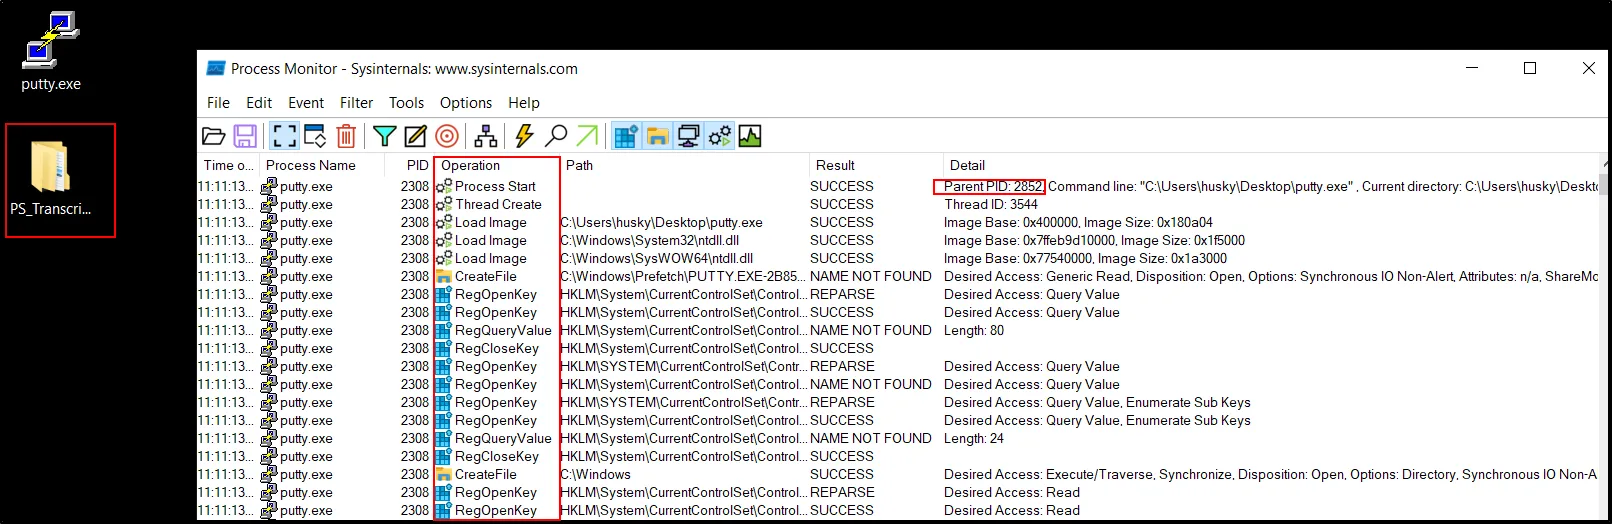 putty.exe
PS_Transcri...
Process Monitor - Sysinternals: www.sysinternals.com
File Edit Event Filter Tools Options Help
Time o... Process Name PID Operation Path Result Detail
11:11:13... putty.exe 2308 Process Start SUCCESS Parent PID: 2852, Command line: "C:\Users\husky\Desktop\putty.exe" , Current directory: C:\Users\husky\Deskto
11:11:13... putty.exe 2308 Thread Create SUCCESS Thread ID: 3544
11:11:13... putty.exe 2308 Load Image C:\Users\husky\Desktop\putty.exe SUCCESS Image Base: 0x400000, Image Size: 0x180a04
11:11:13... putty.exe 2308 Load Image C:\Windows\System32\ntdll.dll SUCCESS Image Base: 0x7ffeb9d10000, Image Size: 0x1f5000
11:11:13... putty.exe 2308 Load Image C:\Windows\SysWOW64\ntdll.dll SUCCESS Image Base: 0x77540000, Image Size: 0x1a3000
11:11:13... putty.exe 2308 CreateFile C:\Windows\Prefetch\PUTTY.EXE-2B85... NAME NOT FOUND Desired Access: Generic Read, Disposition: Open, Options: Synchronous IO Non-Alert, Attributes: n/a, ShareMo
11:11:13... putty.exe 2308 RegOpenKey HKLM\System\CurrentControlSet\Control... REPARSE Desired Access: Query Value
11:11:13... putty.exe 2308 RegOpenKey HKLM\System\CurrentControlSet\Control... SUCCESS Desired Access: Query Value
11:11:13... putty.exe 2308 RegQueryValue HKLM\System\CurrentControlSet\Control... NAME NOT FOUND Length: 80
11:11:13... putty.exe 2308 RegCloseKey HKLM\System\CurrentControlSet\Control... SUCCESS
11:11:13... putty.exe 2308 RegOpenKey HKLM\SYSTEM\CurrentControlSet\Contr... REPARSE Desired Access: Query Value
11:11:13... putty.exe 2308 RegOpenKey HKLM\System\CurrentControlSet\Control... NAME NOT FOUND Desired Access: Query Value
11:11:13... putty.exe 2308 RegOpenKey HKLM\SYSTEM\CurrentControlSet\Contr... REPARSE Desired Access: Query Value, Enumerate Sub Keys
11:11:13... putty.exe 2308 RegOpenKey HKLM\System\CurrentControlSet\Control... SUCCESS Desired Access: Query Value, Enumerate Sub Keys
11:11:13... putty.exe 2308 RegQueryValue HKLM\System\CurrentControlSet\Control... NAME NOT FOUND Length: 24
11:11:13... putty.exe 2308 RegCloseKey HKLM\System\CurrentControlSet\Control... SUCCESS
11:11:13... putty.exe 2308 CreateFile C:\Windows SUCCESS Desired Access: Execute/Traverse, Synchronize, Disposition: Open, Options: Directory, Synchronous IO Non-A
11:11:13... putty.exe 2308 RegOpenKey HKLM\System\CurrentControlSet\Control... REPARSE Desired Access: Read
11:11:13... putty.exe 2308 RegOpenKey HKLM\System\CurrentControlSet\Control... SUCCESS Desired Access: Read